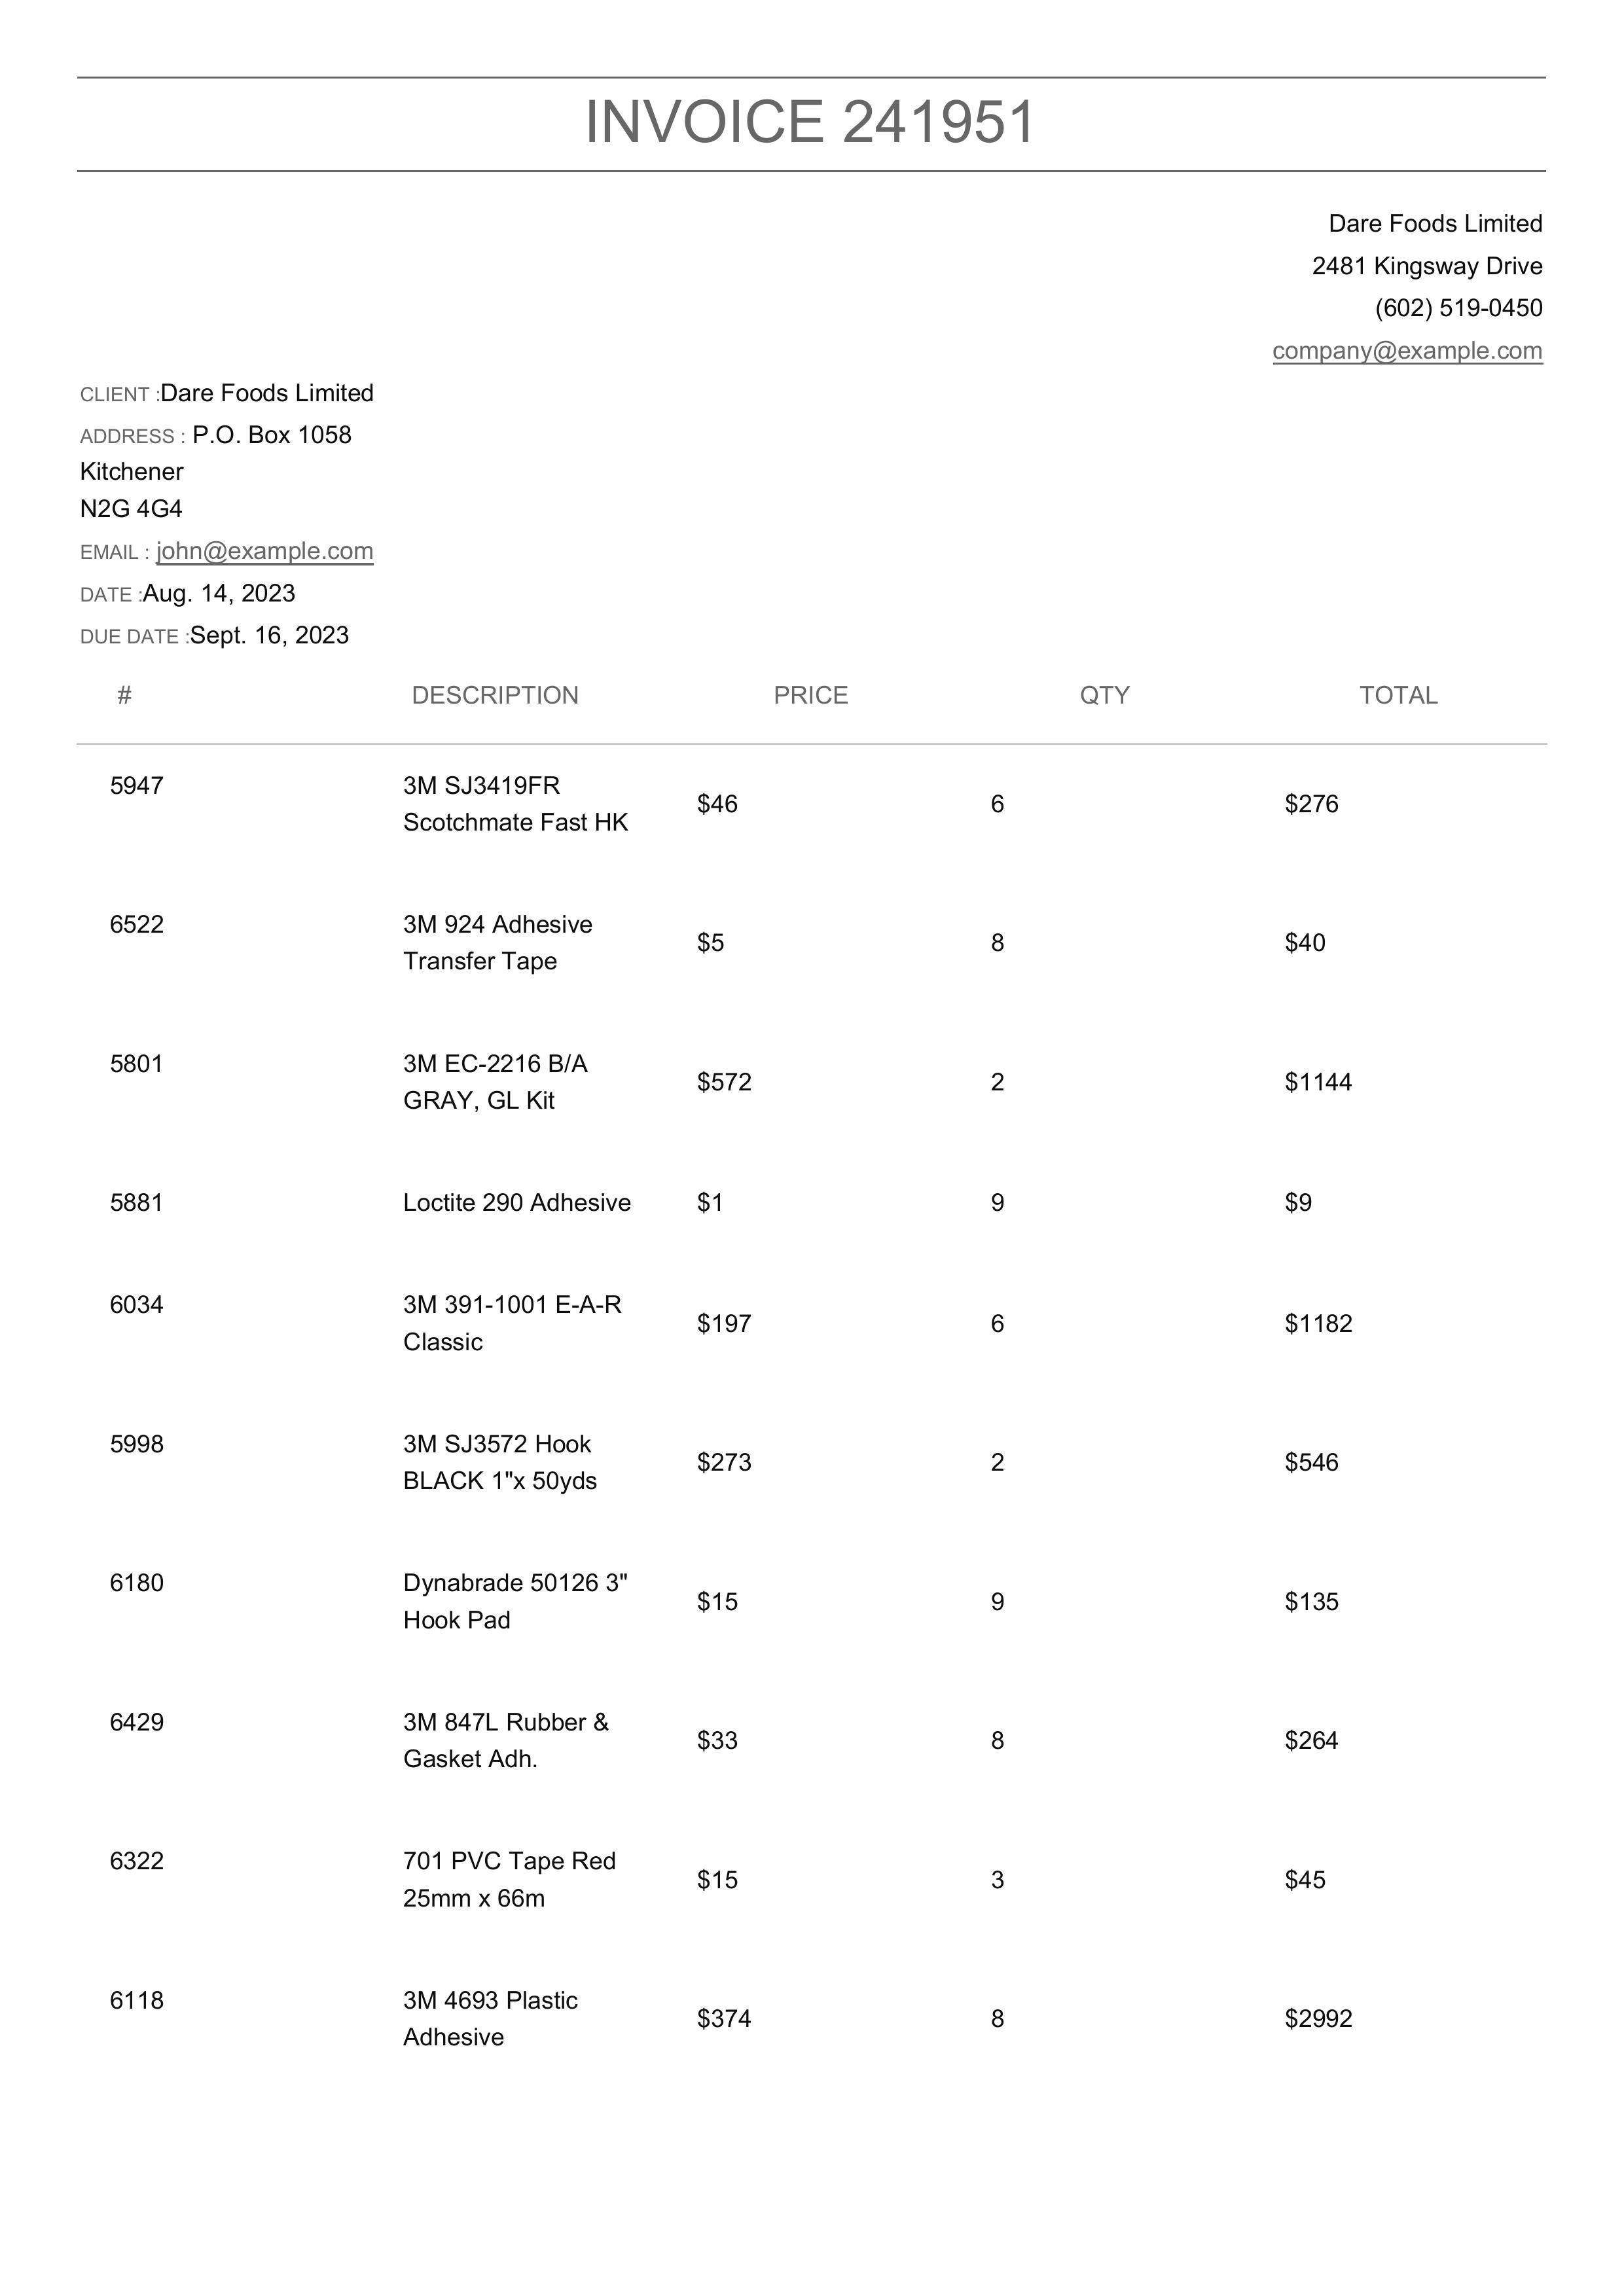 INVOICE 241951
Dare Foods Limited
2481 Kingsway Drive
(602) 519-0450
company@example.com
CLIENT :Dare Foods Limited
ADDRESS : P.O. Box 1058
Kitchener
N2G 4G4
EMAIL : john@example.com
DATE :Aug. 14, 2023
DUE DATE :Sept. 16, 2023
# DESCRIPTION PRICE QTY TOTAL
5947 3M SJ3419FR
Scotchmate Fast HK $46 6 $276
6522 3M 924 Adhesive
Transfer Tape $5 8 $40
5801 3M EC-2216 B/A
GRAY, GL Kit $572 2 $1144
5881 Loctite 290 Adhesive $1 9 $9
6034 3M 391-1001 E-A-R
Classic $197 6 $1182
5998 3M SJ3572 Hook
BLACK 1"x 50yds $273 2 $546
6180 Dynabrade 50126 3"
Hook Pad $15 9 $135
6429 3M 847L Rubber &
Gasket Adh. $33 8 $264
6322 701 PVC Tape Red
25mm x 66m $15 3 $45
6118 3M 4693 Plastic
Adhesive $374 8 $2992